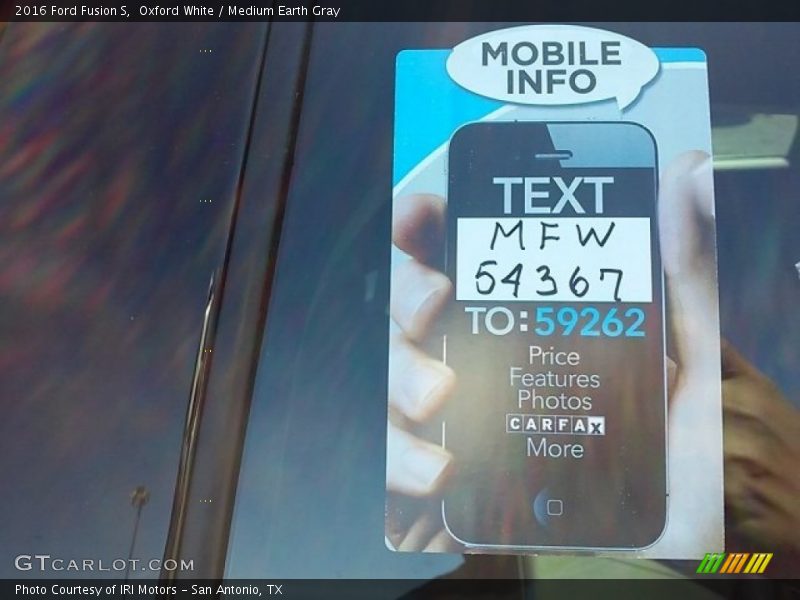 2016 Ford Fusion S,  Oxford White / Medium Earth Gray
MOBILE
INFO
TEXT
MFW
54367
TO: 59262
Price
Features
Photos
CARFAX
More
GTCARLOT.COM
Photo Courtesy of IRI Motors - San Antonio, TX